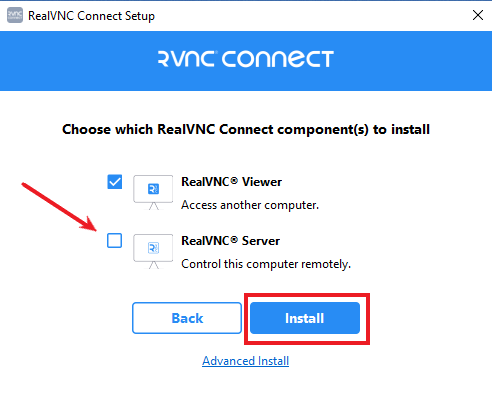 RealVNC Connect Setup
RVNC CONNECT
Choose which RealVNC Connect component(s) to install
RealVNC® Viewer
Access another computer.
RealVNC® Server
Control this computer remotely.
Back
Install
Advanced Install